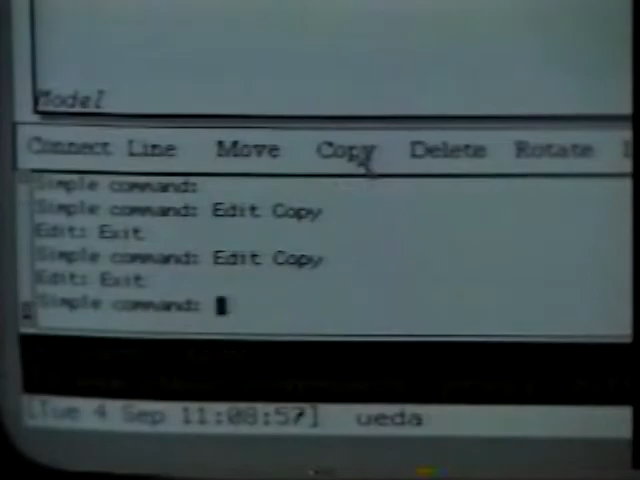 Model
Connect Line Move Copy Delete Rotate
Simple command:
Simple command: Edit Copy
Edit: Exit
Simple command: Edit Copy
Edit: Exit
Simple command:
[Tue 4 Sep 11:08:57] ueda